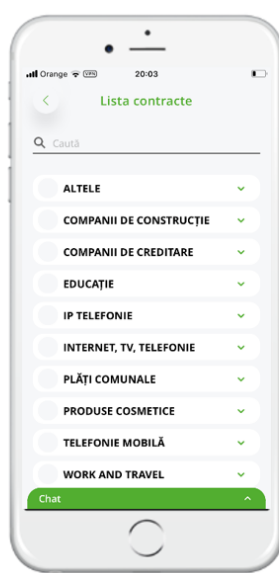 Orange VPN 20:03
Lista contracte
Caută
ALTELE
COMPANII DE CONSTRUCȚIE
COMPANII DE CREDITARE
EDUCAȚIE
IP TELEFONIE
INTERNET, TV, TELEFONIE
PLĂȚI COMUNALE
PRODUSE COSMETICE
TELEFONIE MOBILĂ
WORK AND TRAVEL
Chat